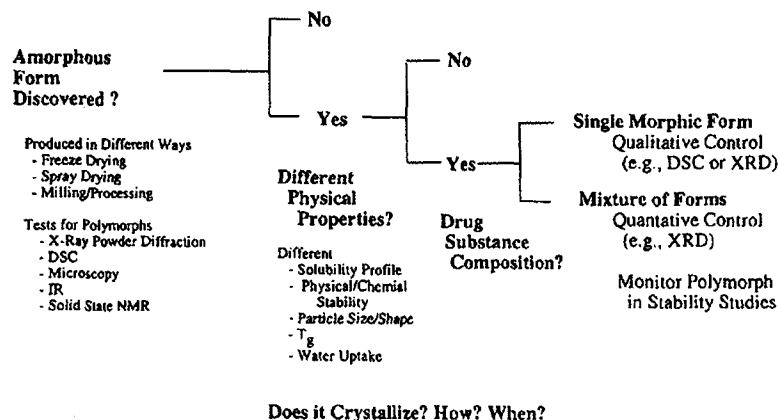 No
Amorphous
Form
Discovered ?
No
Yes
Produced in Different Ways
- Freeze Drying
- Spray Drying
- Milling/Processing
Tests for Polymorphs
- X-Ray Powder Diffraction
- DSC
- Microscopy
- IR
- Solid State NMR
Different
Physical
Properties?
Different
- Solubility Profile
- Physical/Chemial
Stability
- Particle Size/Shape
- Tg
- Water Uptake
Yes
Drug
Substance
Composition?
Single Morphic Form
Qualitative Control
(e.g., DSC or XRD)
Mixture of Forms
Quantative Control
(e.g., XRD)
Monitor Polymorph
in Stability Studies
Does it Crystallize? How? When?